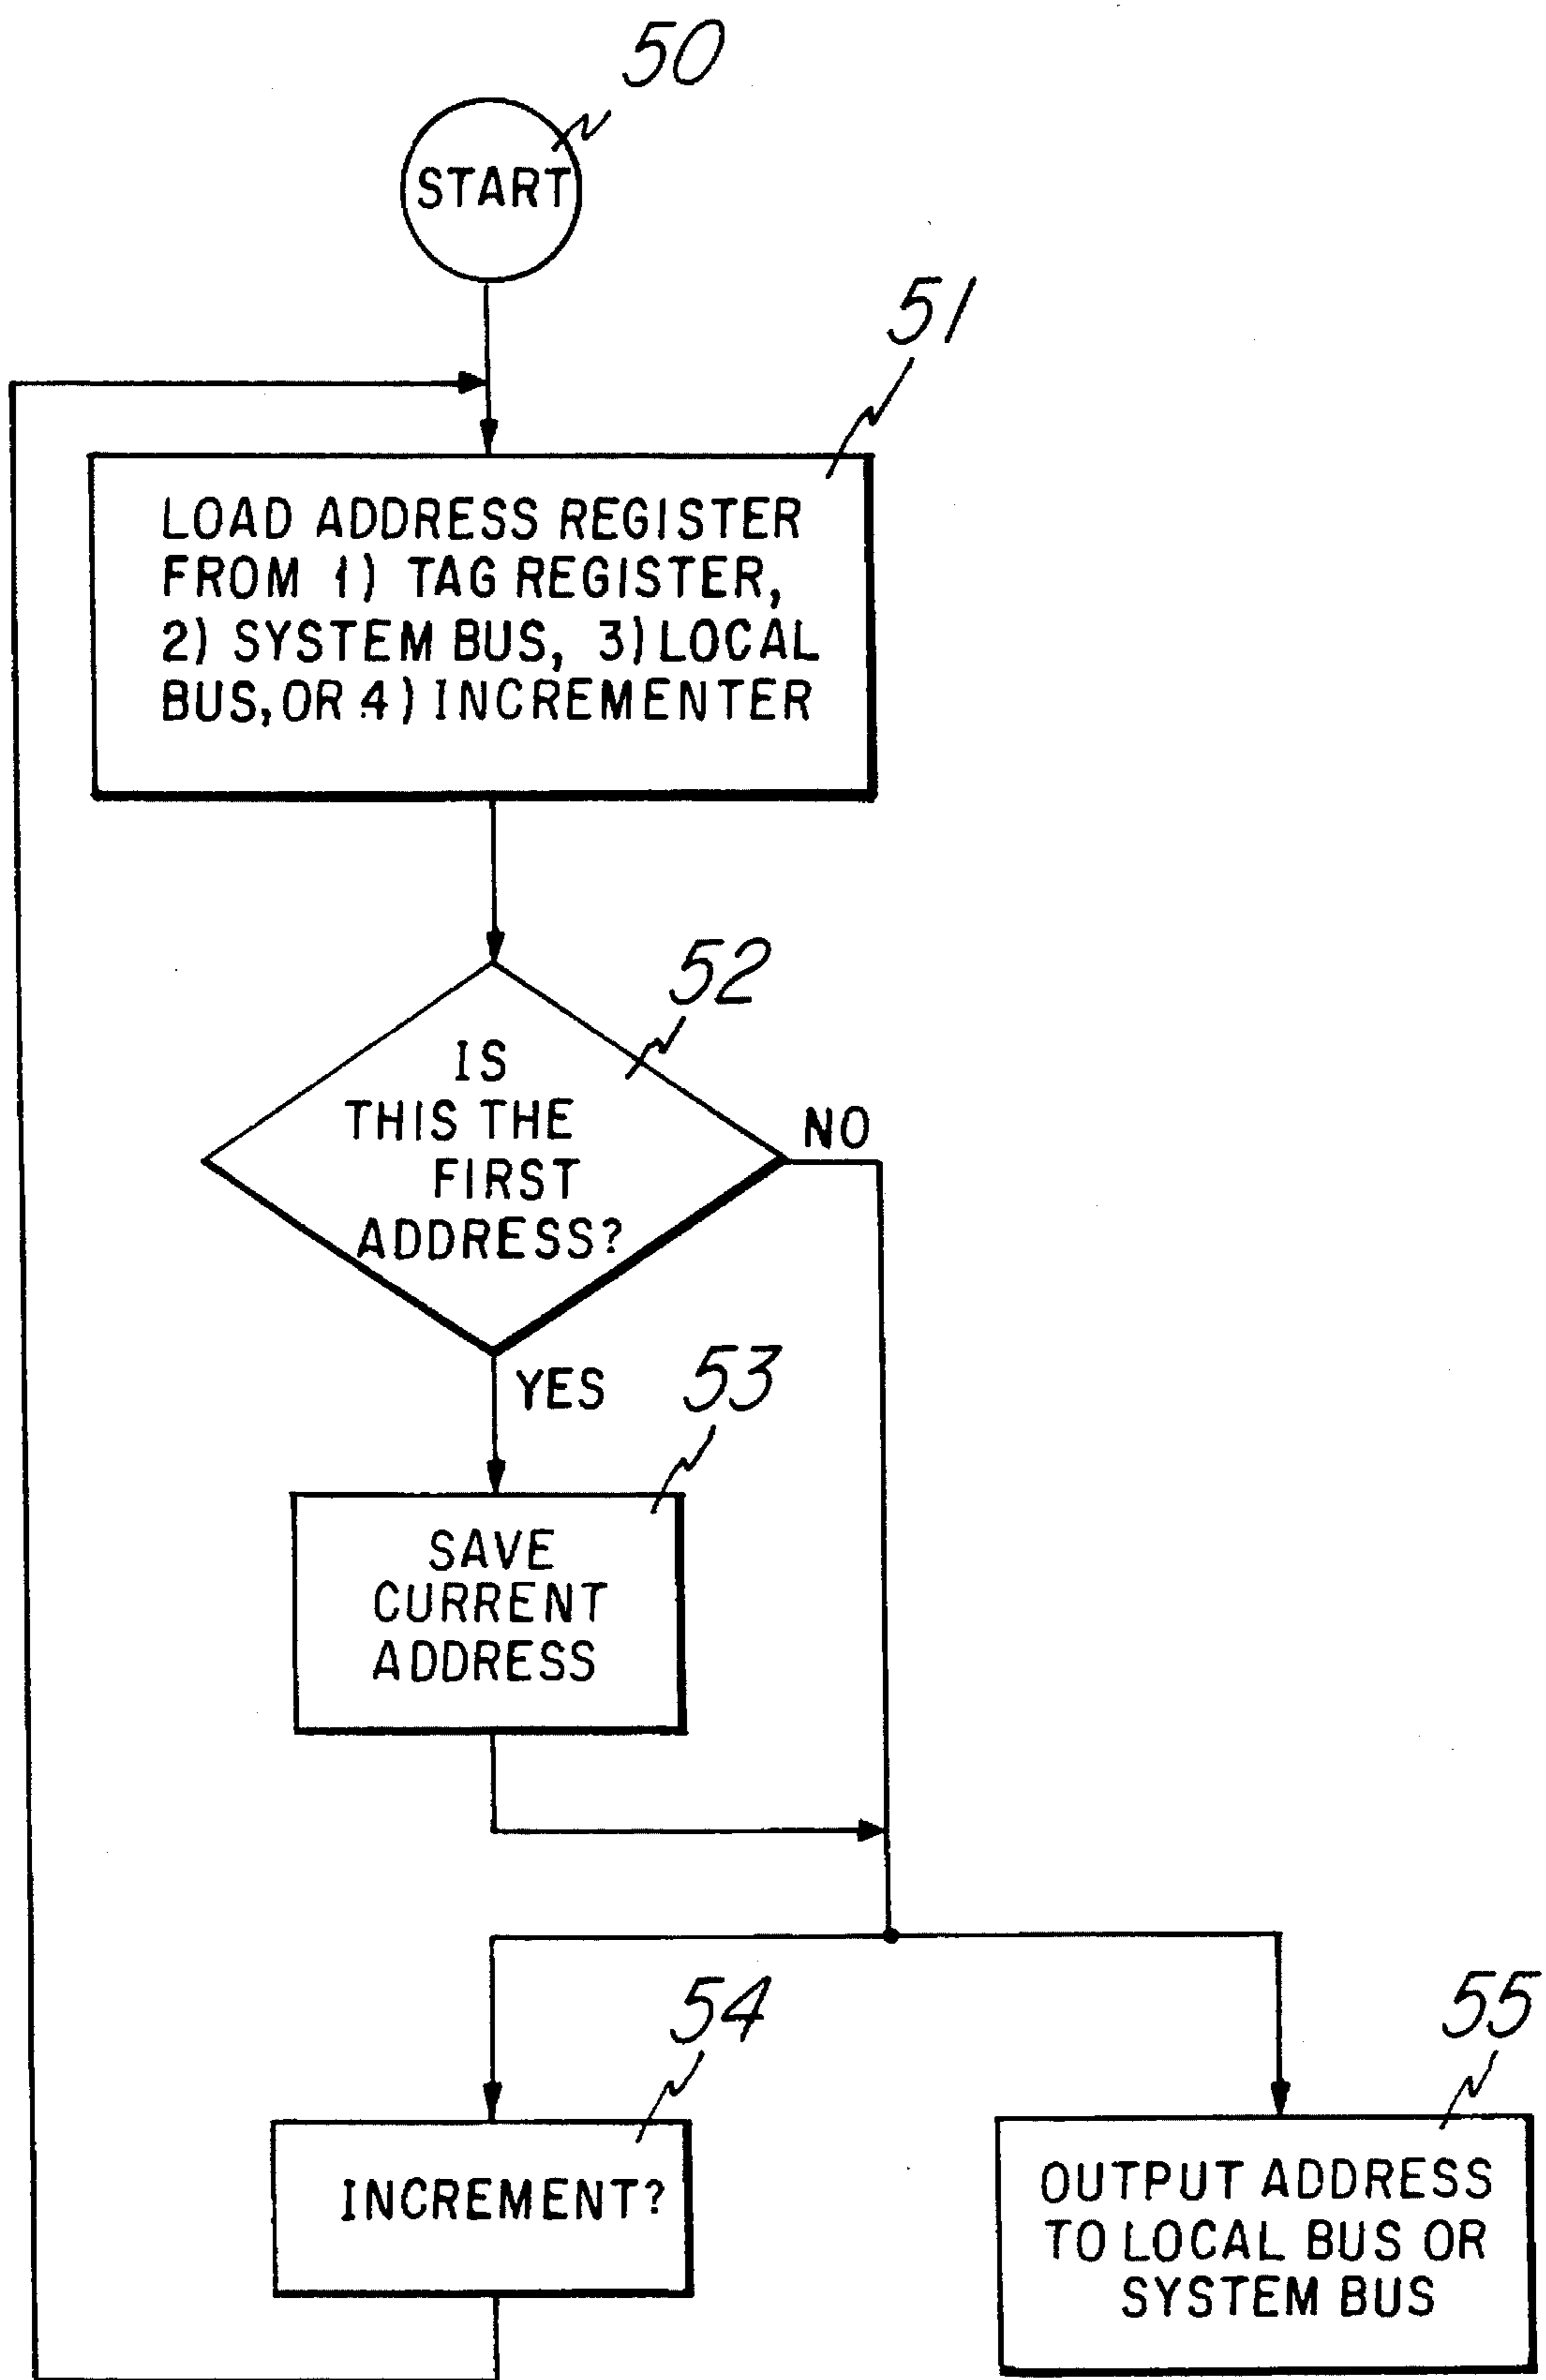 50
START
51
LOAD ADDRESS REGISTER
FROM 1) TAG REGISTER,
2) SYSTEM BUS, 3) LOCAL
BUS, OR 4) INCREMENTER
52
IS
THIS THE
FIRST
ADDRESS?
NO
YES
53
SAVE
CURRENT
ADDRESS
54
INCREMENT?
55
OUTPUT ADDRESS
TO LOCAL BUS OR
SYSTEM BUS